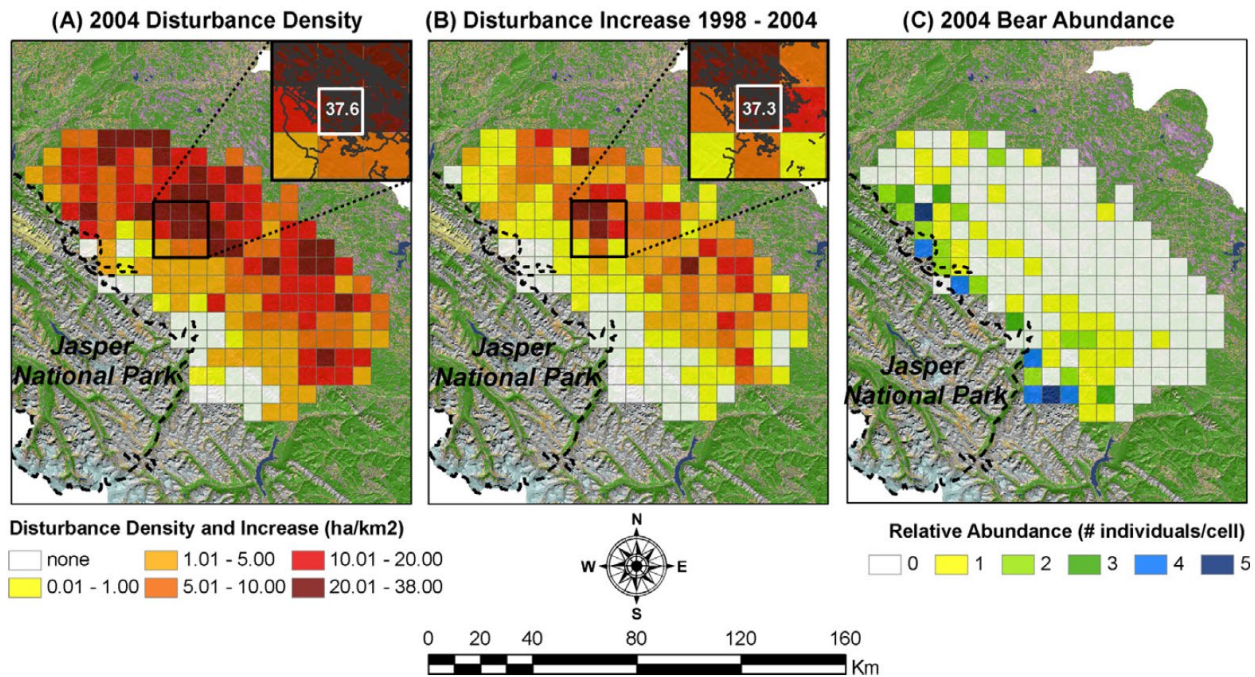 (A) 2004 Disturbance Density
(B) Disturbance Increase 1998 - 2004
(C) 2004 Bear Abundance
37.6
37.3
Jasper
National Park
Jasper
National Park
Jasper
National Park
Disturbance Density and Increase (ha/km2)
none
1.01 - 5.00
10.01 - 20.00
0.01 - 1.00
5.01 - 10.00
20.01 - 38.00
N
W
E
S
Relative Abundance (# individuals/cell)
0 1 2 3 4 5
0 20 40 80 120 160
Km